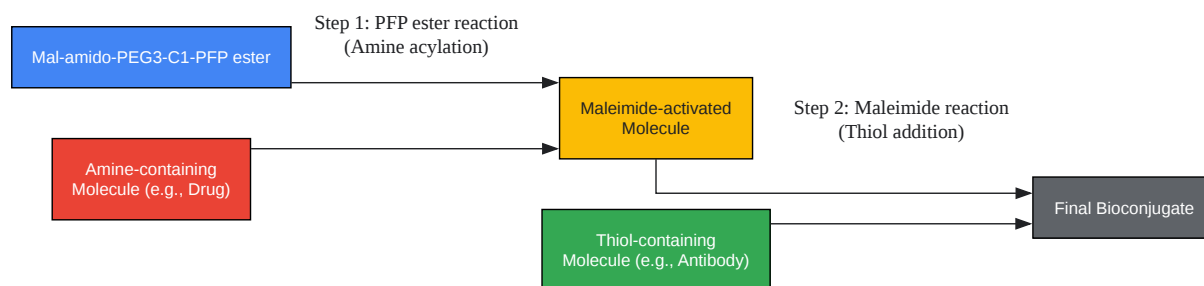 Step 1: PFP ester reaction
(Amine acylation)
Mal-amido-PEG3-C1-PFP ester
Maleimide-activated
Molecule
Step 2: Maleimide reaction
(Thiol addition)
Amine-containing
Molecule (e.g., Drug)
Final Bioconjugate
Thiol-containing
Molecule (e.g., Antibody)